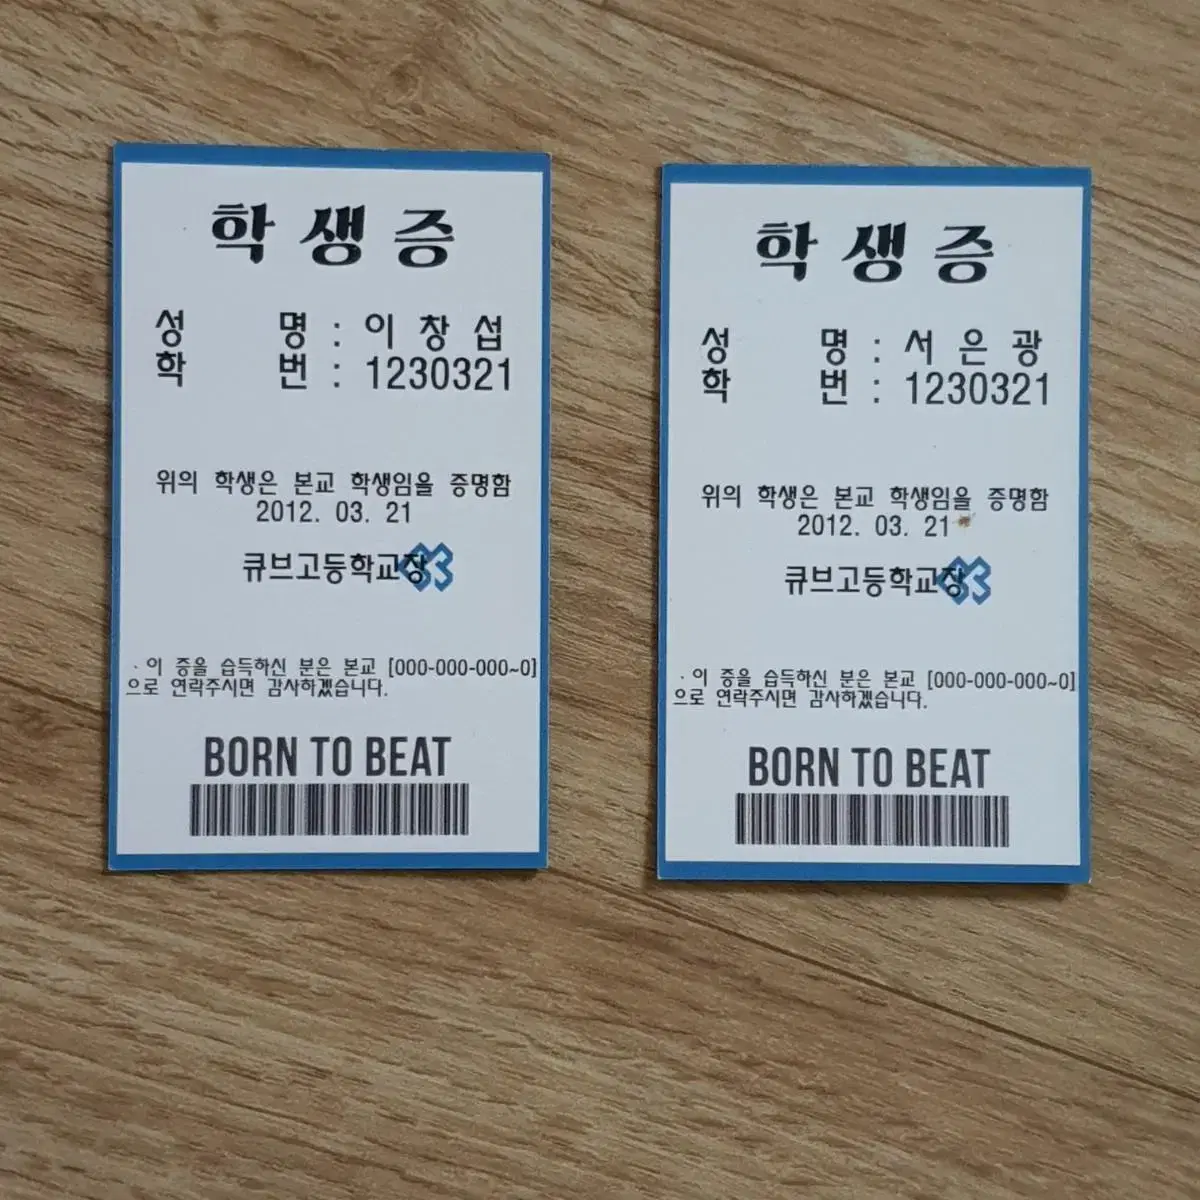 학 생 증
성 명 : 이 창 섭
학 번 : 1230321
위의 학생은 본교 학생임을 증명함
2012. 03. 21
큐브고등학교장
· 이 증을 습득하신 분은 본교 [000-000-000~0]
으로 연락주시면 감사하겠습니다.
BORN TO BEAT
학 생 증
성 명 : 서 은 광
학 번 : 1230321
위의 학생은 본교 학생임을 증명함
2012. 03. 21
큐브고등학교장
· 이 증을 습득하신 분은 본교 [000-000-000~0]
으로 연락주시면 감사하겠습니다.
BORN TO BEAT